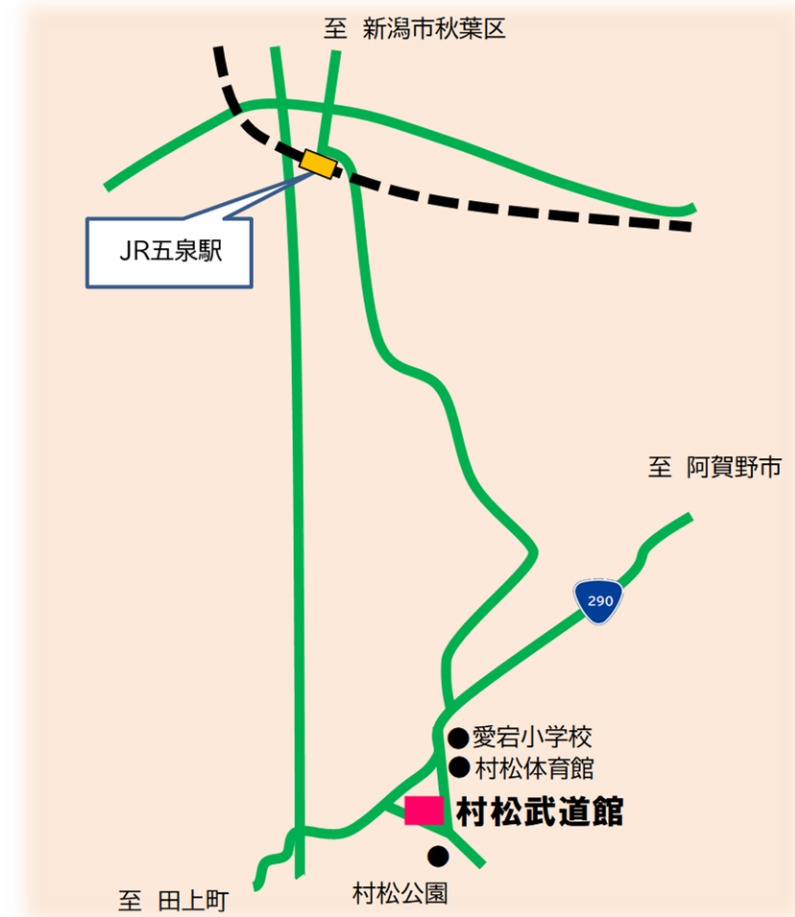 至 新潟市秋葉区
JR五泉駅
至 阿賀野市
290
愛宕小学校
村松体育館
村松武道館
村松公園
至 田上町